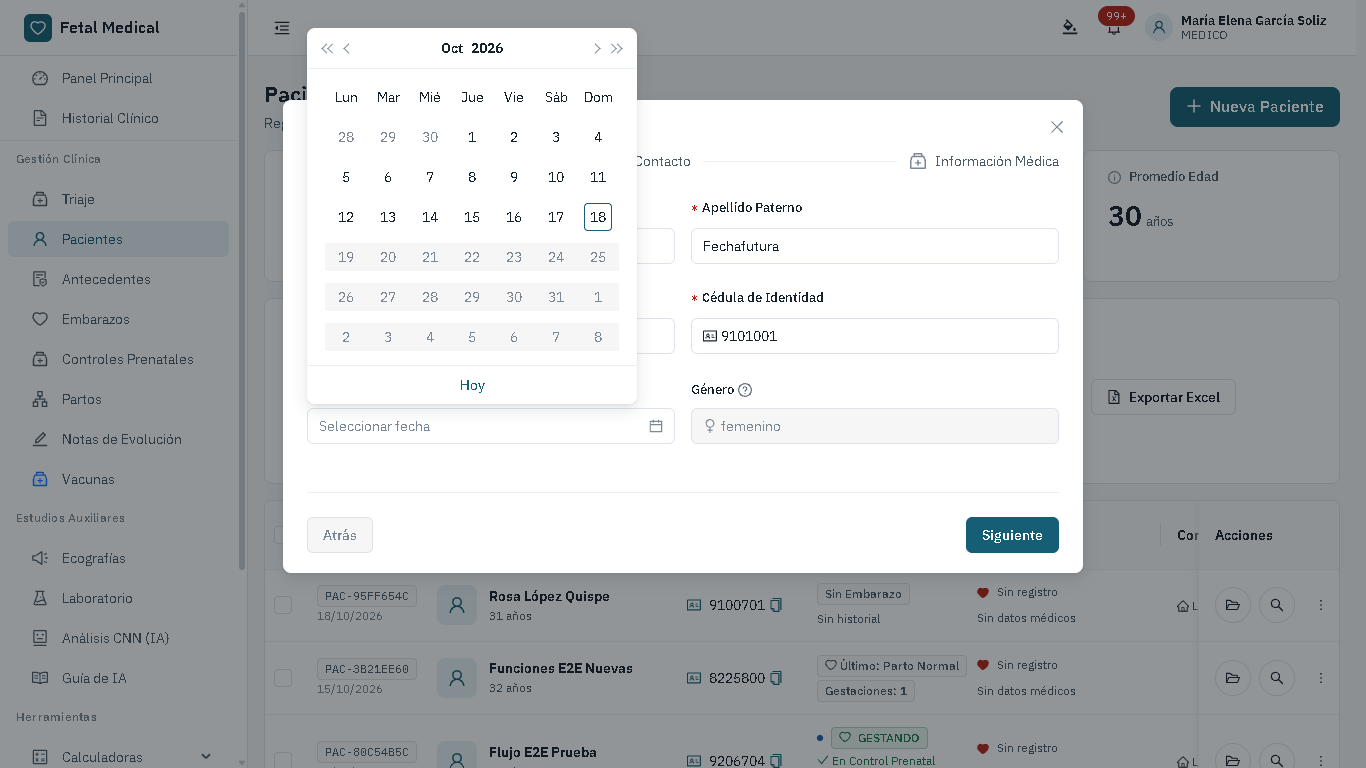 Fetal Medical
Panel Principal
Historial Clínico
Gestión Clínica
Triaje
Pacientes
Antecedentes
Embarazos
Controles Prenatales
Partos
Notas de Evolución
Vacunas
Estudios Auxiliares
Ecografías
Laboratorio
Análisis CNN (IA)
Guía de IA
Herramientas
Calculadoras
99+
María Elena García Soliz
MEDICO
Nueva Paciente
Promedio Edad
30 años
Exportar Excel
Oct 2026
Lun Mar Mié Jue Vie Sáb Dom
28 29 30 1 2 3 4
5 6 7 8 9 10 11
12 13 14 15 16 17 18
19 20 21 22 23 24 25
26 27 28 29 30 31 1
2 3 4 5 6 7 8
Hoy
Contacto
Información Médica
* Apellído Paterno
Fechafutura
* Cédula de Identídad
9101001
Seleccionar fecha
Género
femenino
Atrás
Siguiente
Acciones
PAC-95FF654C
18/10/2026
Rosa López Quispe
31 años
9100701
Sin Embarazo
Sin historial
Sin registro
Sin datos médicos
PAC-3B21EE60
15/10/2026
Funciones E2E Nuevas
32 años
8225800
Último: Parto Normal
Gestaciones: 1
Sin registro
Sin datos médicos
PAC-80C54B5C
Flujo E2E Prueba
9206704
GESTANDO
En Control Prenatal
Sin registro